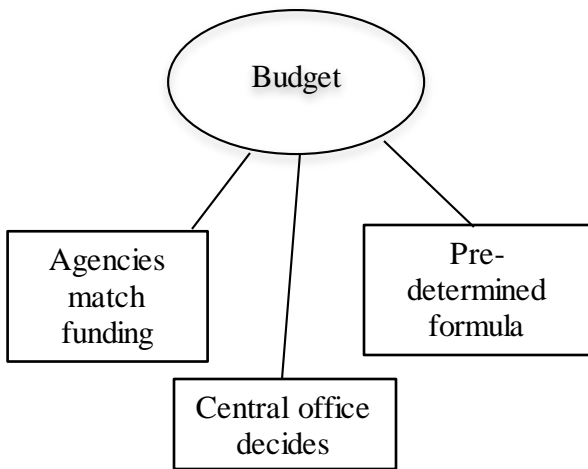 Budget
Agencies
match
funding
Pre-
determined
formula
Central office
decides